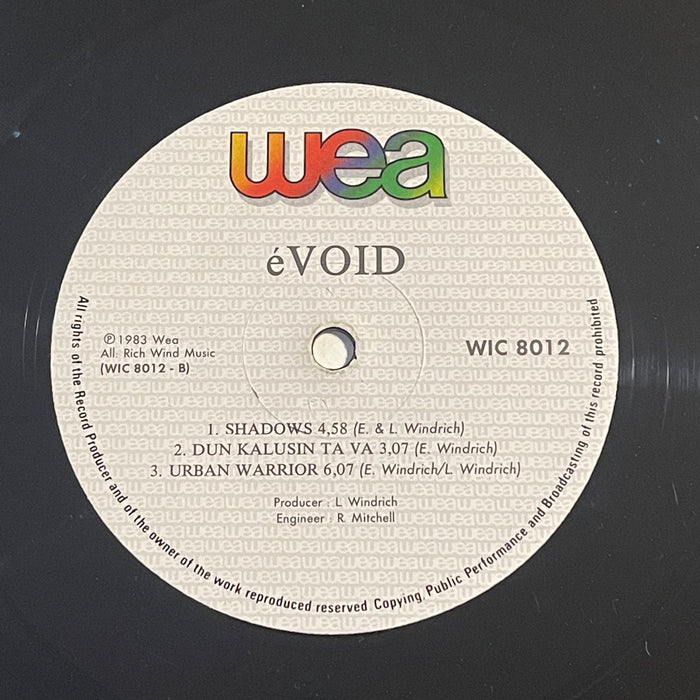 wea
éVOID
℗ 1983 Wea
All: Rich Wind Music
(WIC 8012 - B)
WIC 8012
1. SHADOWS 4,58 (E. & L. Windrich)
2. DUN KALUSIN TA VA 3,07 (E. Windrich)
3. URBAN WARRIOR 6,07 (E. Windrich/L. Windrich)
Producer : L Windrich
Engineer : R. Mitchell
All rights of the Record Producer and of the owner of the work reproduced reserved Copying, Public Performance and Broadcasting of this record prohibited